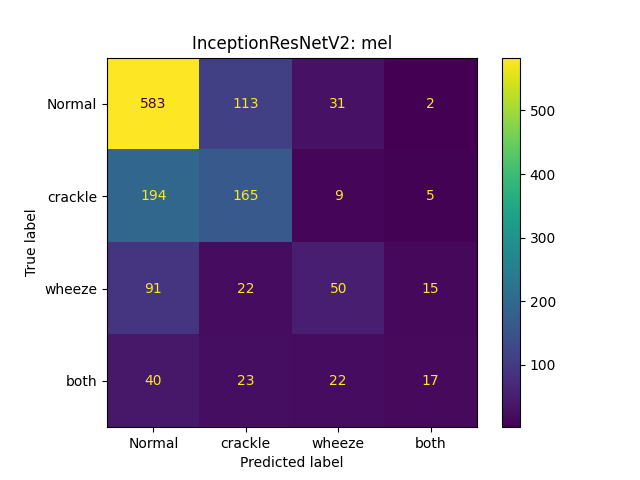 InceptionResNetV2: mel
Normal 583 113 31 2
crackle 194 165 9 5
wheeze 91 22 50 15
both 40 23 22 17
Normal crackle wheeze both
Predicted label
True label
500
400
300
200
100